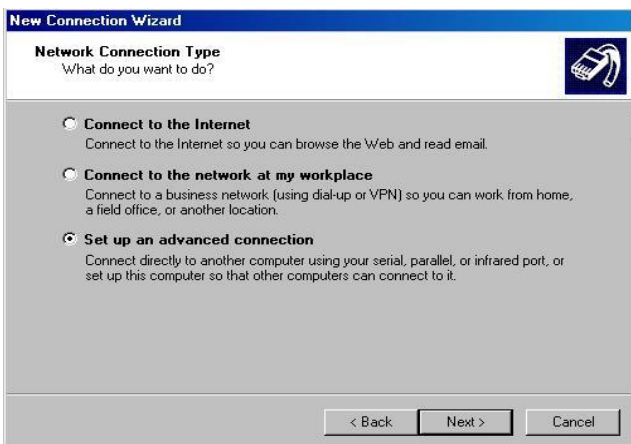 New Connection Wizard
Network Connection Type
What do you want to do?
Connect to the Internet
Connect to the Internet so you can browse the Web and read email.
Connect to the network at my workplace
Connect to a business network (using dial-up or VPN) so you can work from home,
a field office, or another location.
Set up an advanced connection
Connect directly to another computer using your serial, parallel, or infrared port, or
set up this computer so that other computers can connect to it.
< Back
Next >
Cancel